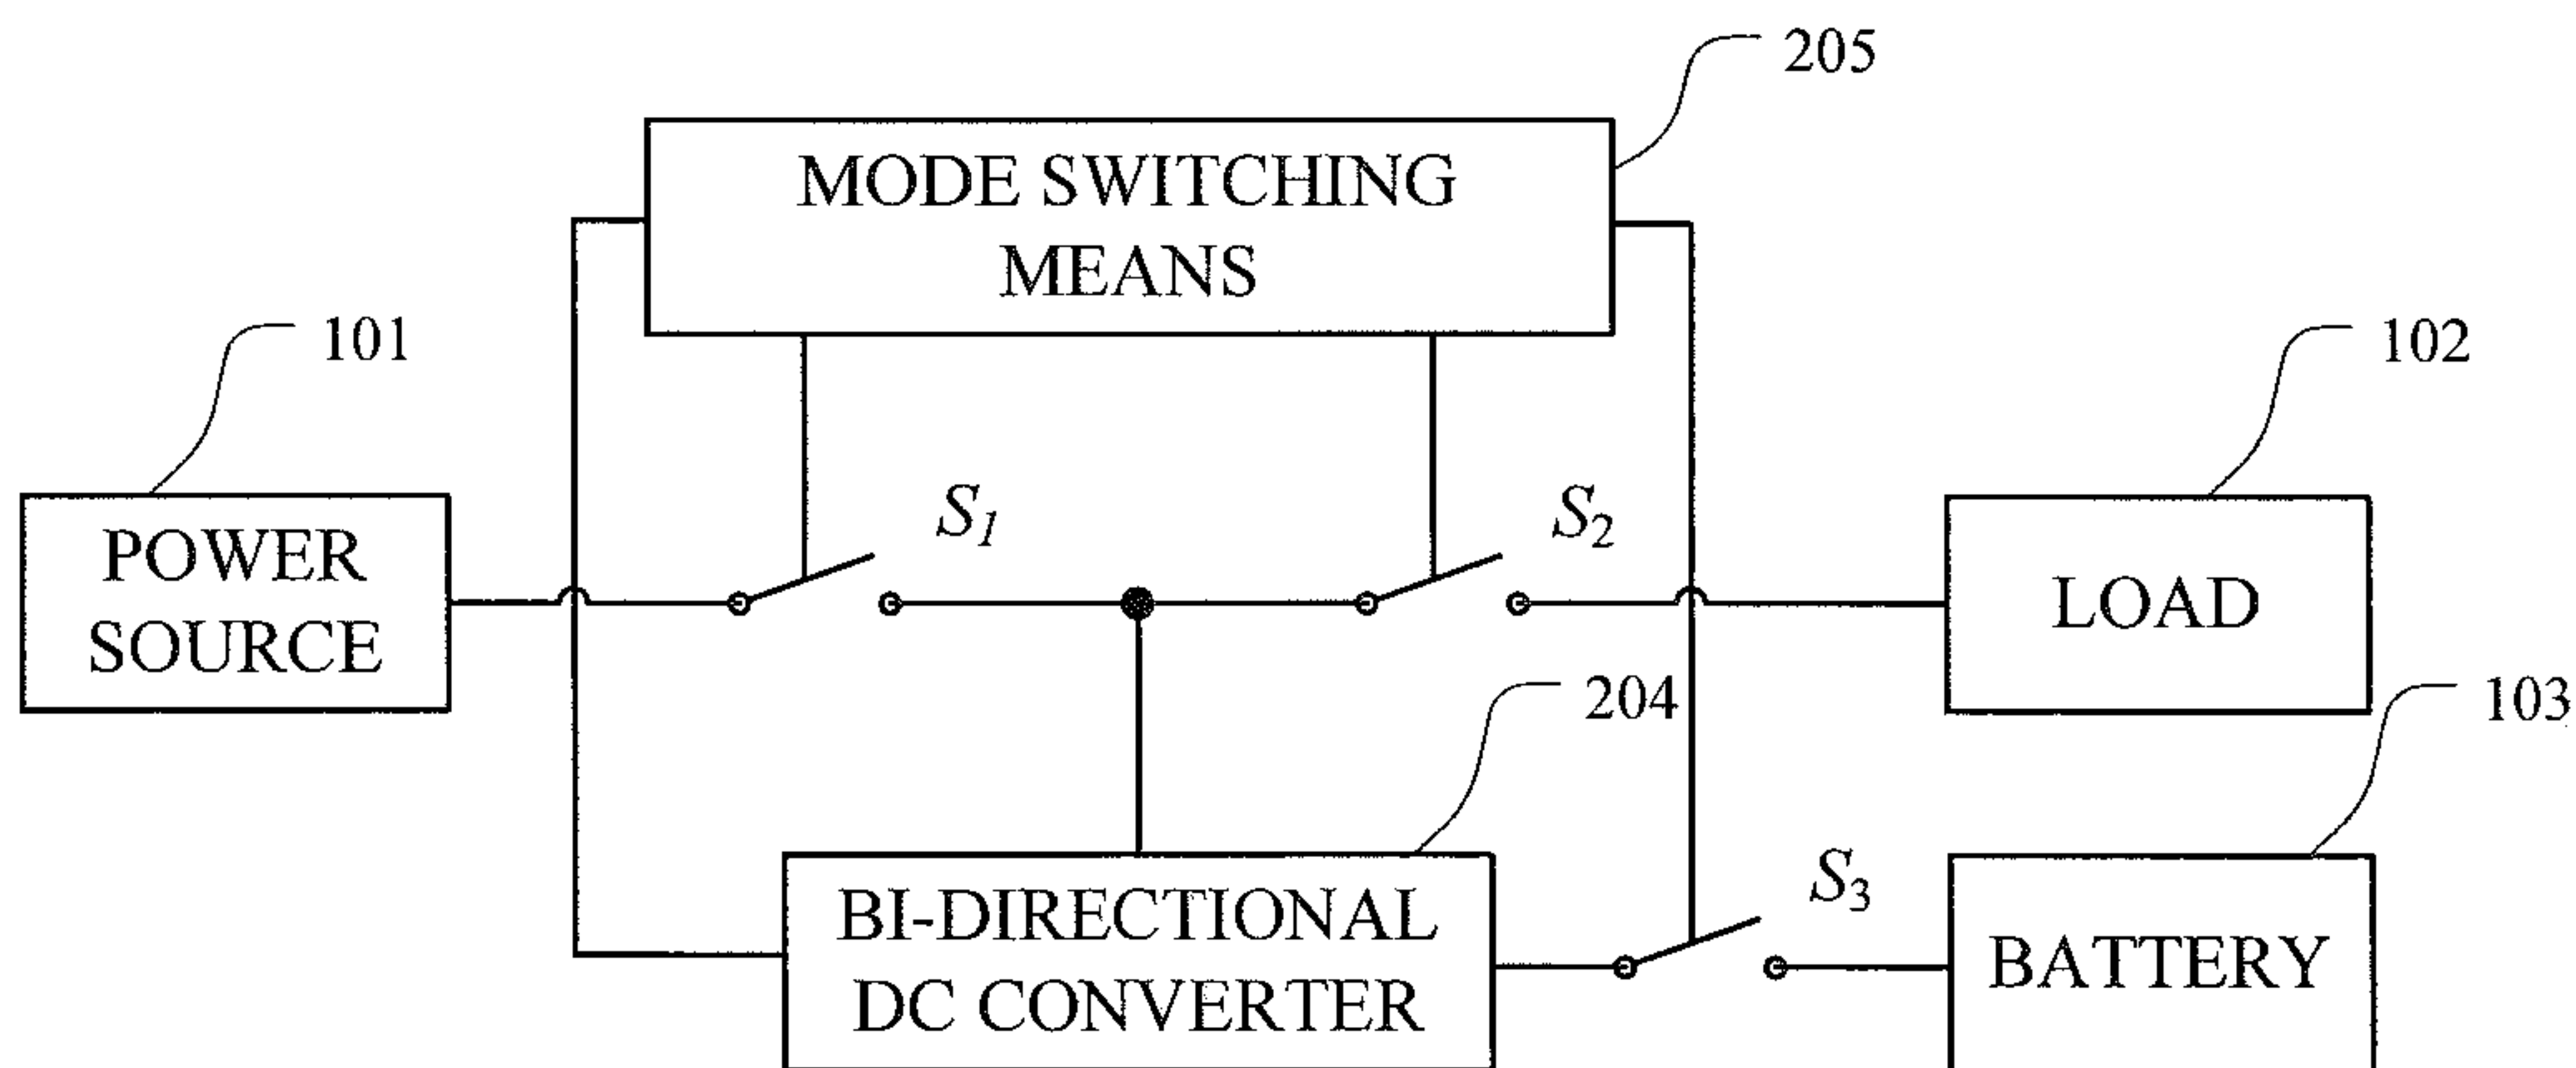 205
MODE SWITCHING
MEANS
101
102
S1
S2
POWER
SOURCE
LOAD
204
103
S3
BI-DIRECTIONAL
DC CONVERTER
BATTERY